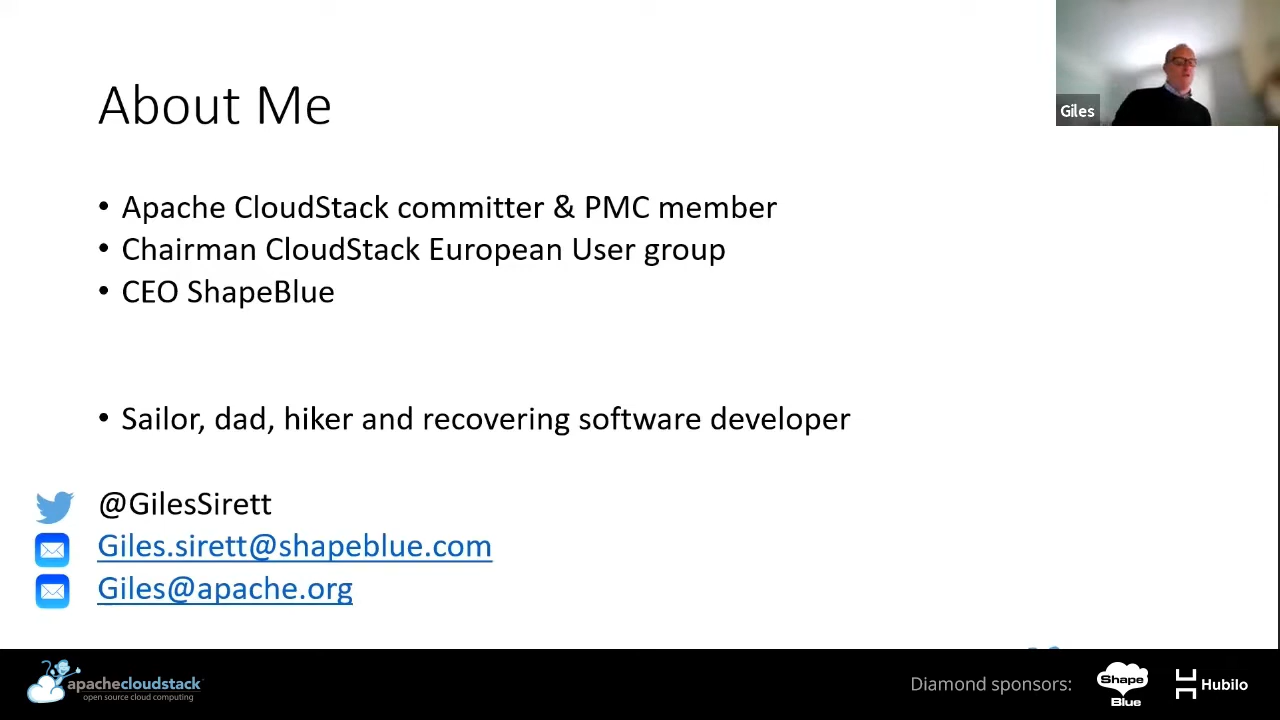 About Me
Giles
• Apache CloudStack committer & PMC member
• Chairman CloudStack European User group
• CEO ShapeBlue
• Sailor, dad, hiker and recovering software developer
@GilesSirett
Giles.sirett@shapeblue.com
Giles@apache.org
apachecloudstack
open source cloud computing
Diamond sponsors:
Shape
Blue
Hubilo